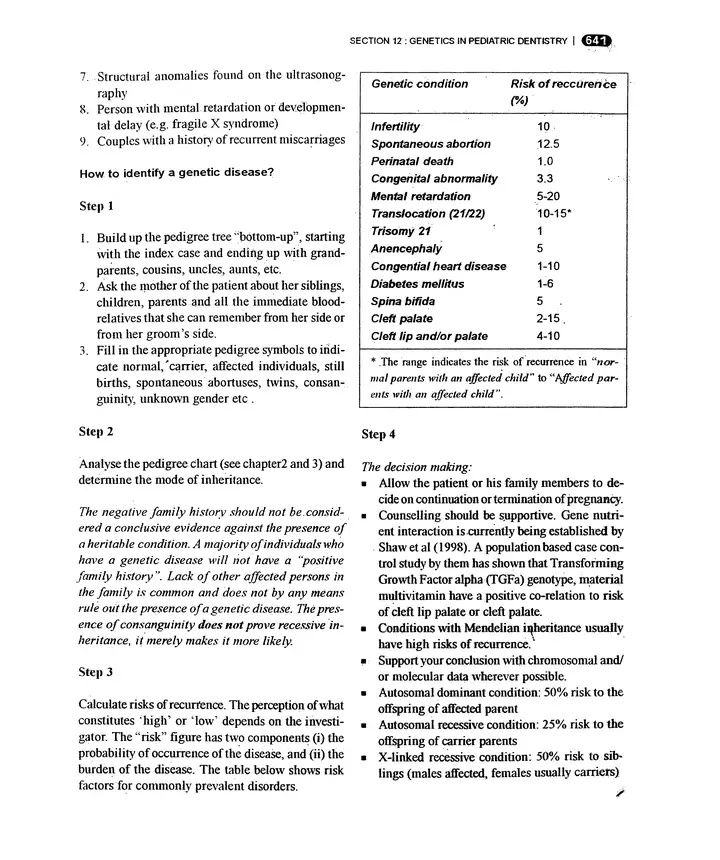 SECTION 12 : GENETICS IN PEDIATRIC DENTISTRY | 641
7. Structural anomalies found on the ultrasonog-
raphy
8. Person with mental retardation or developmen-
tal delay (e.g. fragile X syndrome)
9. Couples with a history of recurrent miscarriages
How to identify a genetic disease?
Step 1
1. Build up the pedigree tree "bottom-up", starting
with the index case and ending up with grand-
parents, cousins, uncles, aunts, etc.
2. Ask the mother of the patient about her siblings,
children, parents and all the immediate blood-
relatives that she can remember from her side or
from her groom's side.
3. Fill in the appropriate pedigree symbols to indi-
cate normal, carrier, affected individuals, still
births, spontaneous abortuses, twins, consan-
guinity, unknown gender etc .
Step 2
Analyse the pedigree chart (see chapter2 and 3) and
determine the mode of inheritance.
The negative family history should not be consid-
ered a conclusive evidence against the presence of
a heritable condition. A majority of individuals who
have a genetic disease will not have a "positive
family history". Lack of other affected persons in
the family is common and does not by any means
rule out the presence of a genetic disease. The pres-
ence of consanguinity does not prove recessive in-
heritance, it merely makes it more likely.
Step 3
Calculate risks of recurrence. The perception of what
constitutes 'high' or 'low' depends on the investi-
gator. The "risk" figure has two components (i) the
probability of occurrence of the disease, and (ii) the
burden of the disease. The table below shows risk
factors for commonly prevalent disorders.
Genetic condition Risk of reccurence
(%)
Infertility 10
Spontaneous abortion 12.5
Perinatal death 1.0
Congenital abnormality 3.3
Mental retardation 5-20
Translocation (21/22) 10-15*
Trisomy 21 1
Anencephaly 5
Congential heart disease 1-10
Diabetes mellitus 1-6
Spina bifida 5
Cleft palate 2-15
Cleft lip and/or palate 4-10
* The range indicates the risk of recurrence in "nor-
mal parents with an affected child" to "Affected par-
ents with an affected child".
Step 4
The decision making:
▪ Allow the patient or his family members to de-
cide on continuation or termination of pregnancy.
▪ Counselling should be supportive. Gene nutri-
ent interaction is currently being established by
Shaw et al (1998). A population based case con-
trol study by them has shown that Transforming
Growth Factor alpha (TGFa) genotype, material
multivitamin have a positive co-relation to risk
of cleft lip palate or cleft palate.
▪ Conditions with Mendelian inheritance usually
have high risks of recurrence.
▪ Support your conclusion with chromosomal and/
or molecular data wherever possible.
▪ Autosomal dominant condition: 50% risk to the
offspring of affected parent
▪ Autosomal recessive condition: 25% risk to the
offspring of carrier parents
▪ X-linked recessive condition: 50% risk to sib-
lings (males affected, females usually carriers)